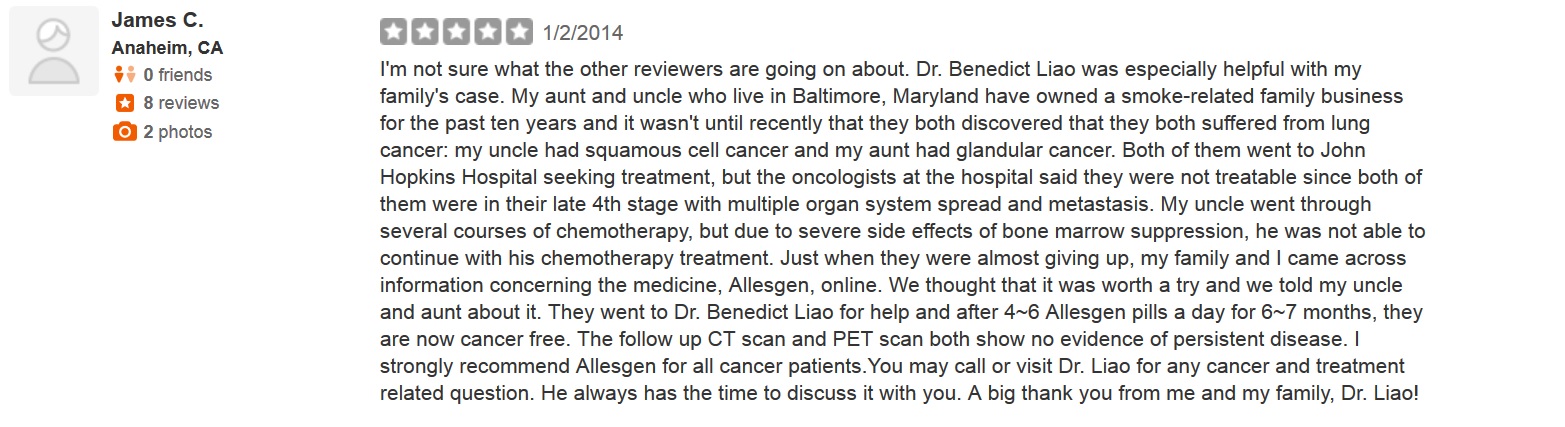 James C.
Anaheim, CA
0 friends
8 reviews
2 photos
1/2/2014
I'm not sure what the other reviewers are going on about. Dr. Benedict Liao was especially helpful with my
family's case. My aunt and uncle who live in Baltimore, Maryland have owned a smoke-related family business
for the past ten years and it wasn't until recently that they both discovered that they both suffered from lung
cancer: my uncle had squamous cell cancer and my aunt had glandular cancer. Both of them went to John
Hopkins Hospital seeking treatment, but the oncologists at the hospital said they were not treatable since both of
them were in their late 4th stage with multiple organ system spread and metastasis. My uncle went through
several courses of chemotherapy, but due to severe side effects of bone marrow suppression, he was not able to
continue with his chemotherapy treatment. Just when they were almost giving up, my family and I came across
information concerning the medicine, Allesgen, online. We thought that it was worth a try and we told my uncle
and aunt about it. They went to Dr. Benedict Liao for help and after 4~6 Allesgen pills a day for 6~7 months, they
are now cancer free. The follow up CT scan and PET scan both show no evidence of persistent disease. I
strongly recommend Allesgen for all cancer patients.You may call or visit Dr. Liao for any cancer and treatment
related question. He always has the time to discuss it with you. A big thank you from me and my family, Dr. Liao!